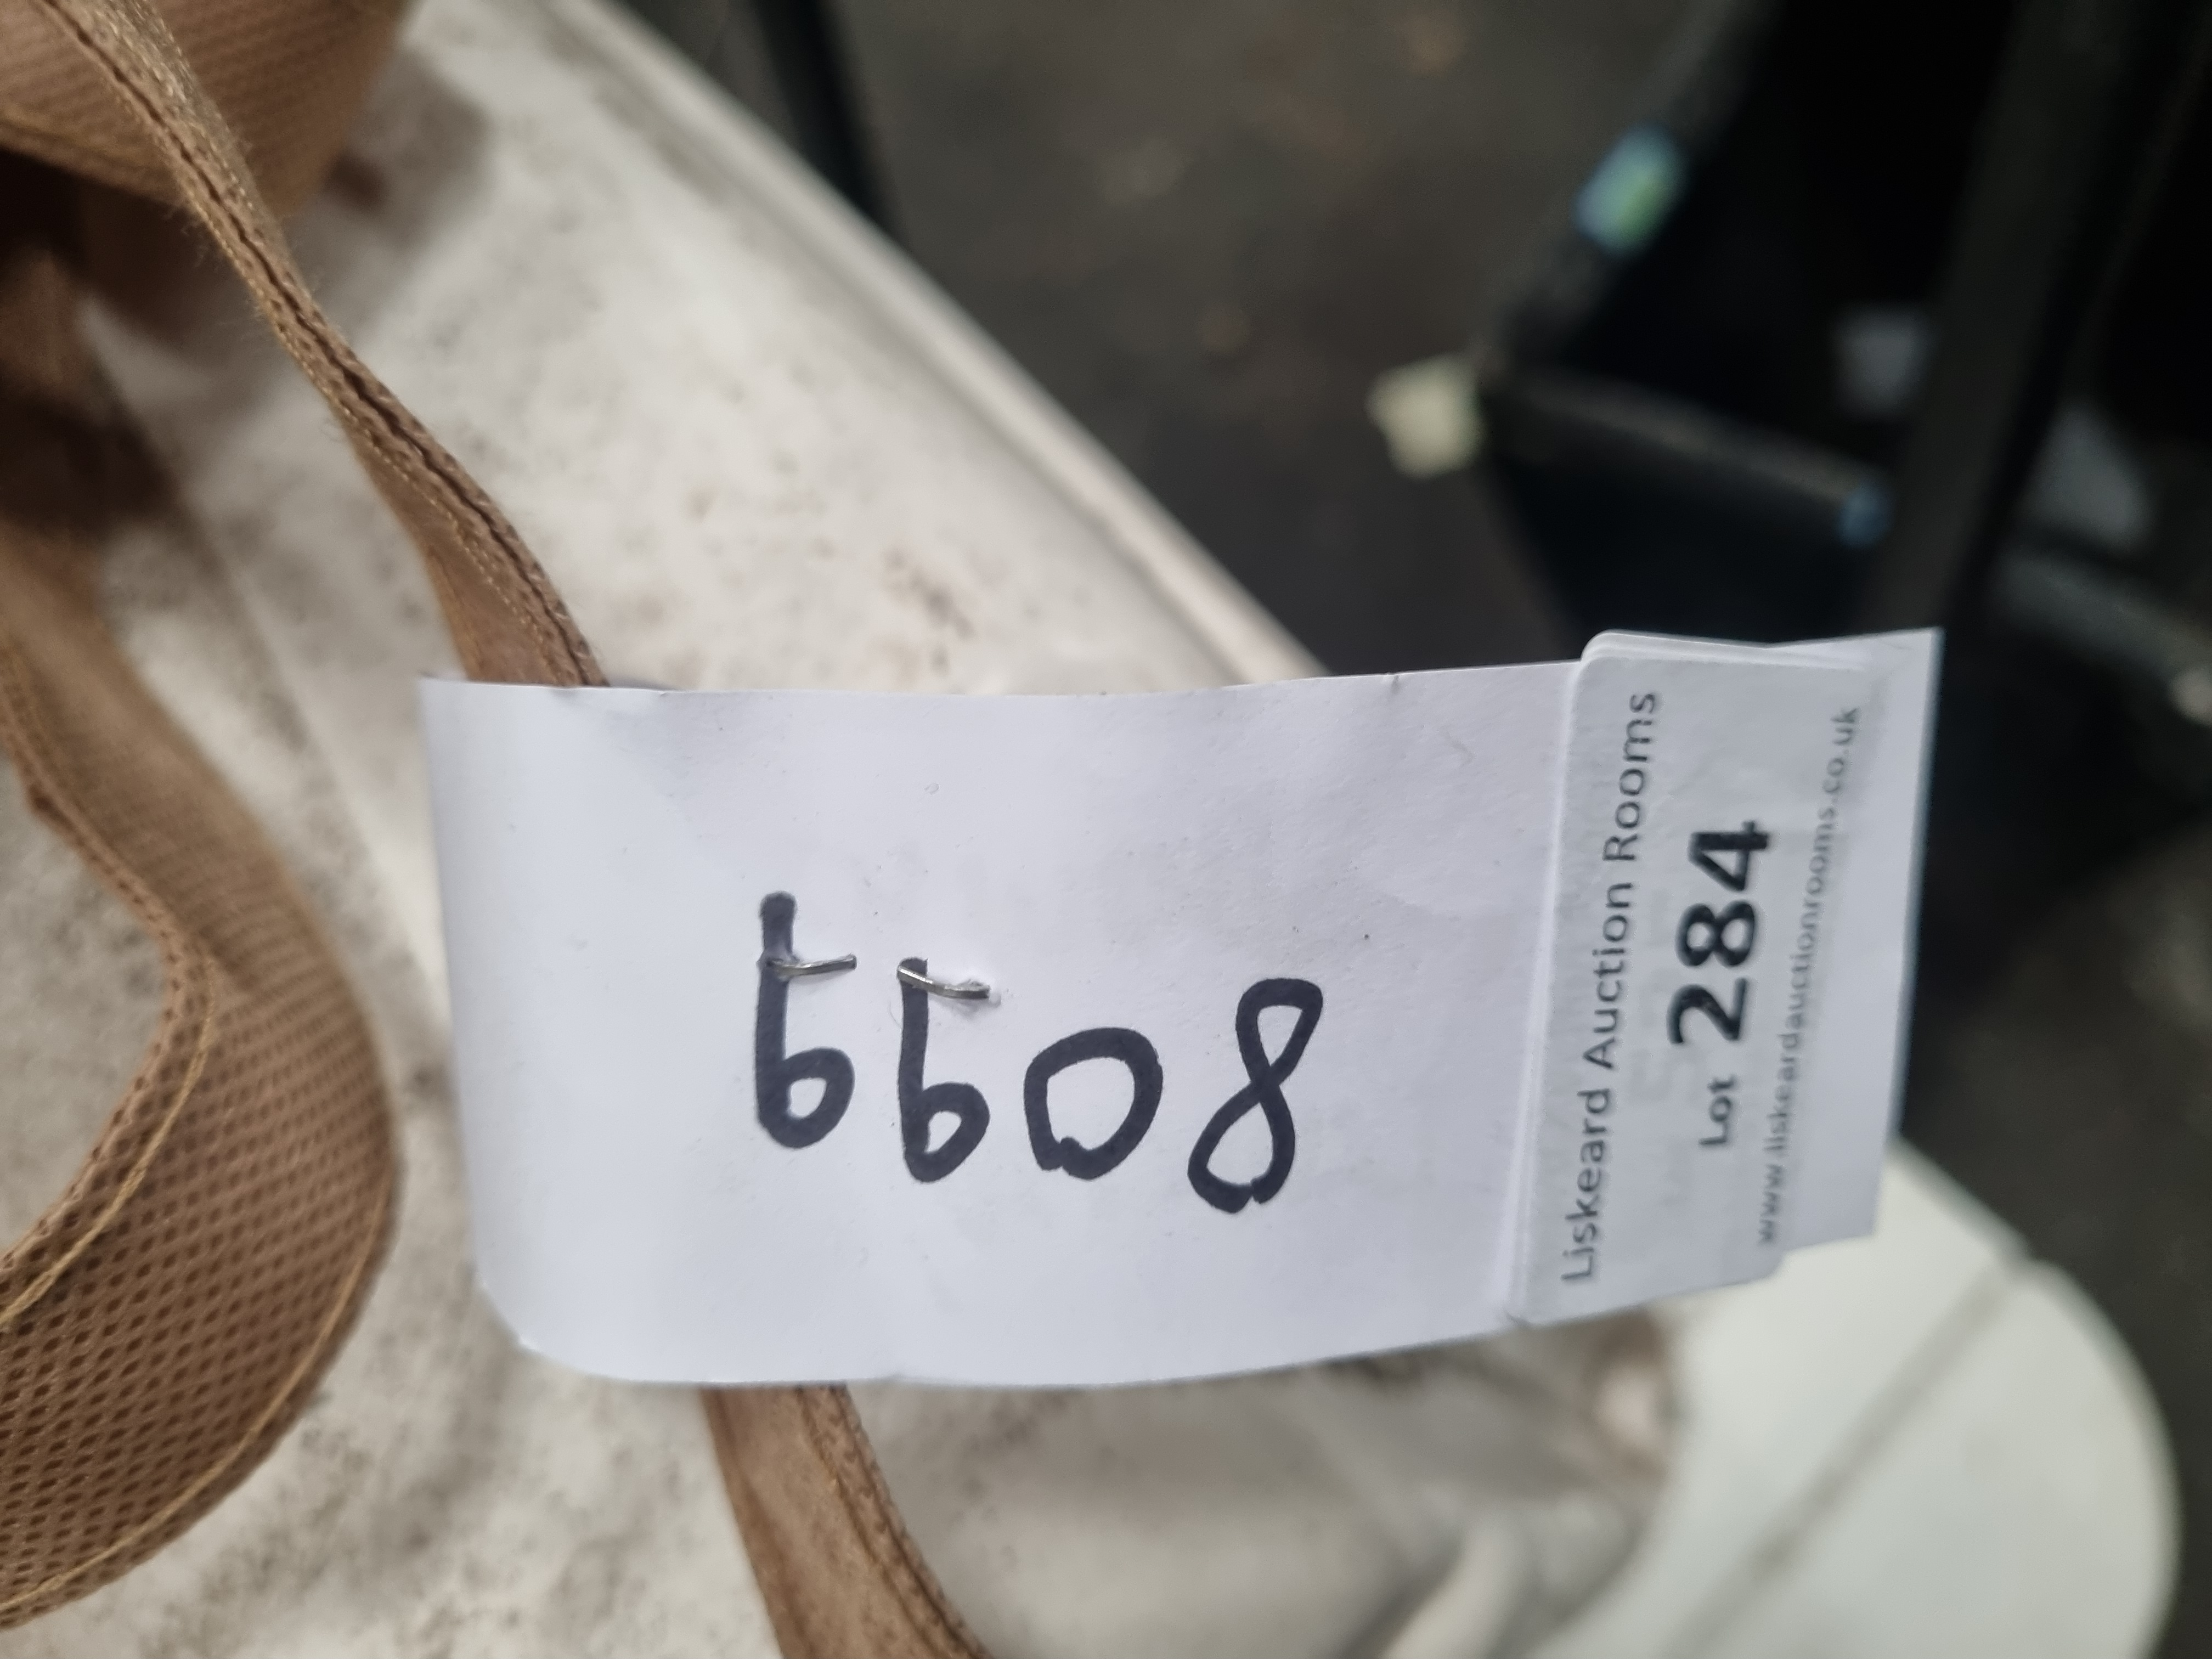 8099
Liskeard Auction Rooms
Lot 284
www.liskeardauctionrooms.co.uk